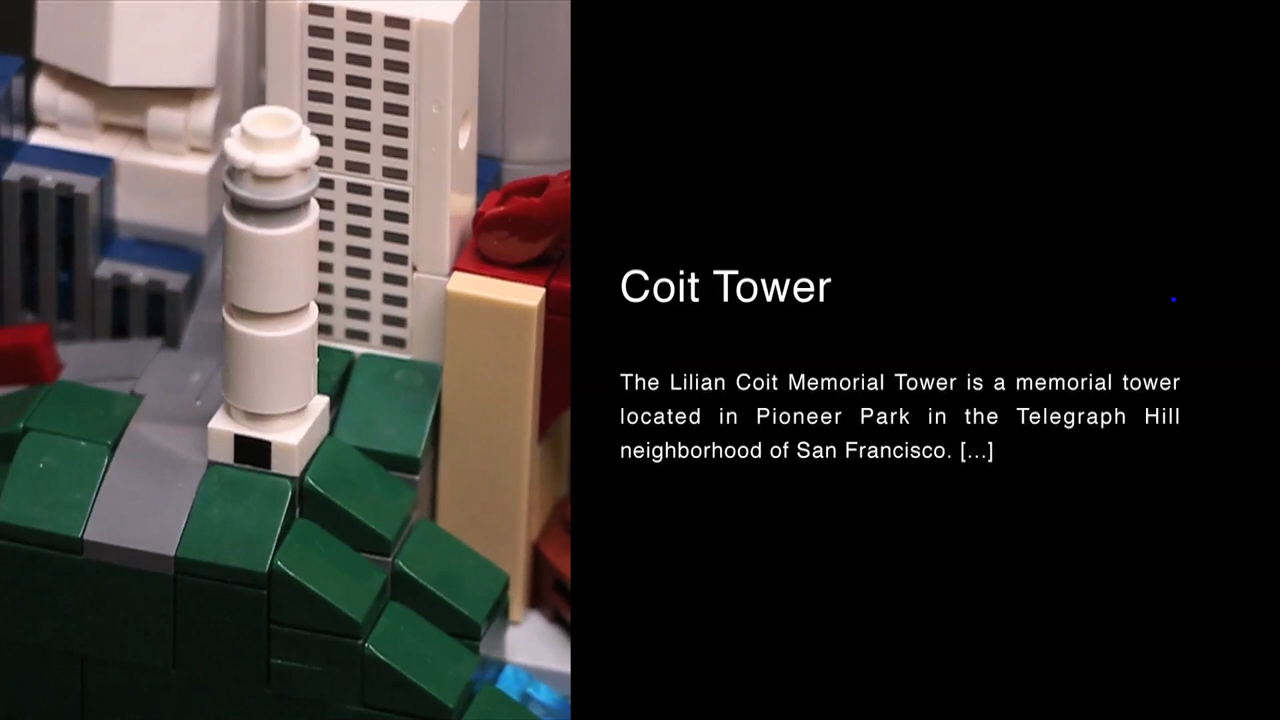 Coit Tower
The Lilian Coit Memorial Tower is a memorial tower
located in Pioneer Park in the Telegraph Hill
neighborhood of San Francisco. [...]